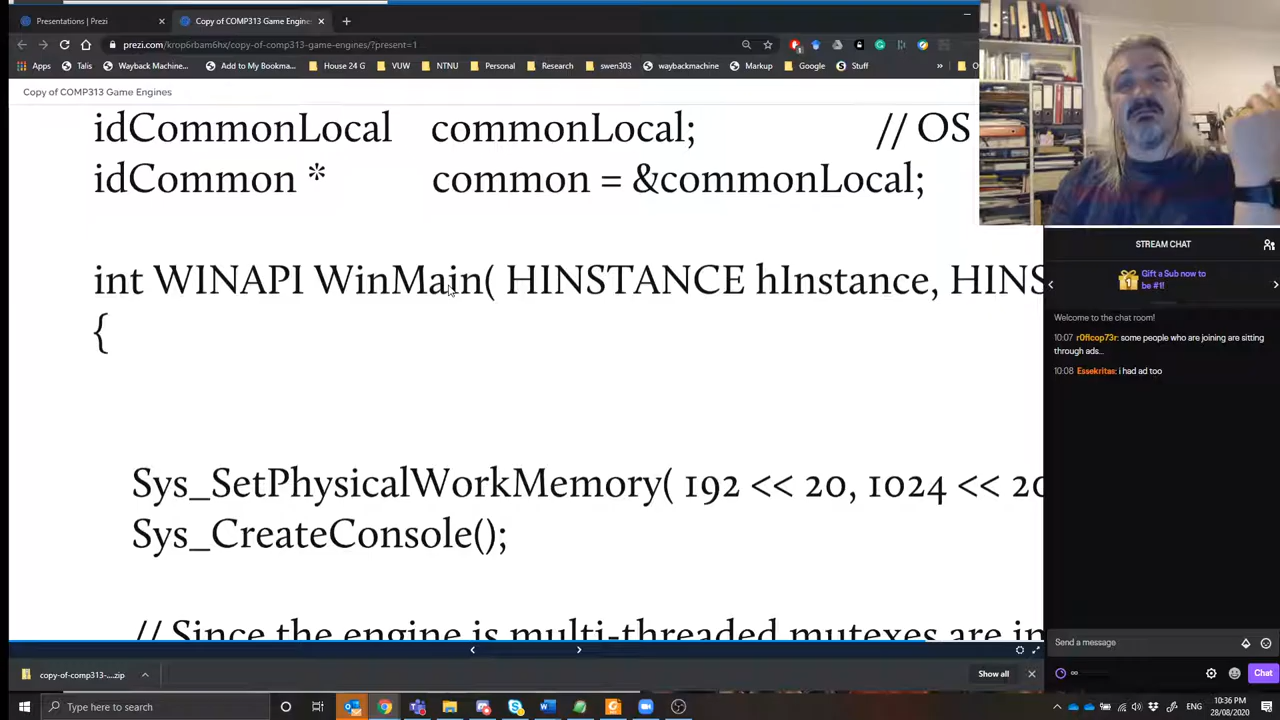 Presentations | Prezi
Copy of COMP313 Game Engine
prezi.com/krop6rbam6hx/copy-of-comp313-game-engines/?present=1
Apps
Talis
Wayback Machine...
Add to My Bookma...
House 24 G
VUW
NTNU
Personal
Research
swen303
waybackmachine
Markup
Google
Stuff
»
Copy of COMP313 Game Engines
idCommonLocal commonLocal; // OS
idCommon * common = &commonLocal;
int WINAPI WinMain( HINSTANCE hInstance, HINS
{
Sys_SetPhysicalWorkMemory( 192 << 20, 1024 << 20
Sys_CreateConsole();
// Since the engine is multi-threaded mutexes are in
STREAM CHAT
Gift a Sub now to
be #1!
Welcome to the chat room!
10:07 r0ffcop73r: some people who are joining are sitting
through ads...
10:08 Essekritas: i had ad too
Send a message
Chat
copy-of-comp313-....zip
Show all
Type here to search
10:36 PM
28/08/2020